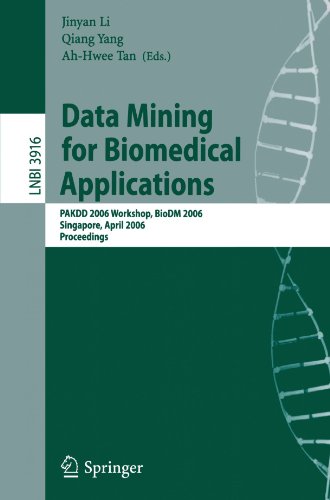 Jinyan Li
Qiang Yang
Ah-Hwee Tan (Eds.)
LNBI 3916
Data Mining
for Biomedical
Applications
PAKDD 2006 Workshop, BioDM 2006
Singapore, April 2006
Proceedings
Springer